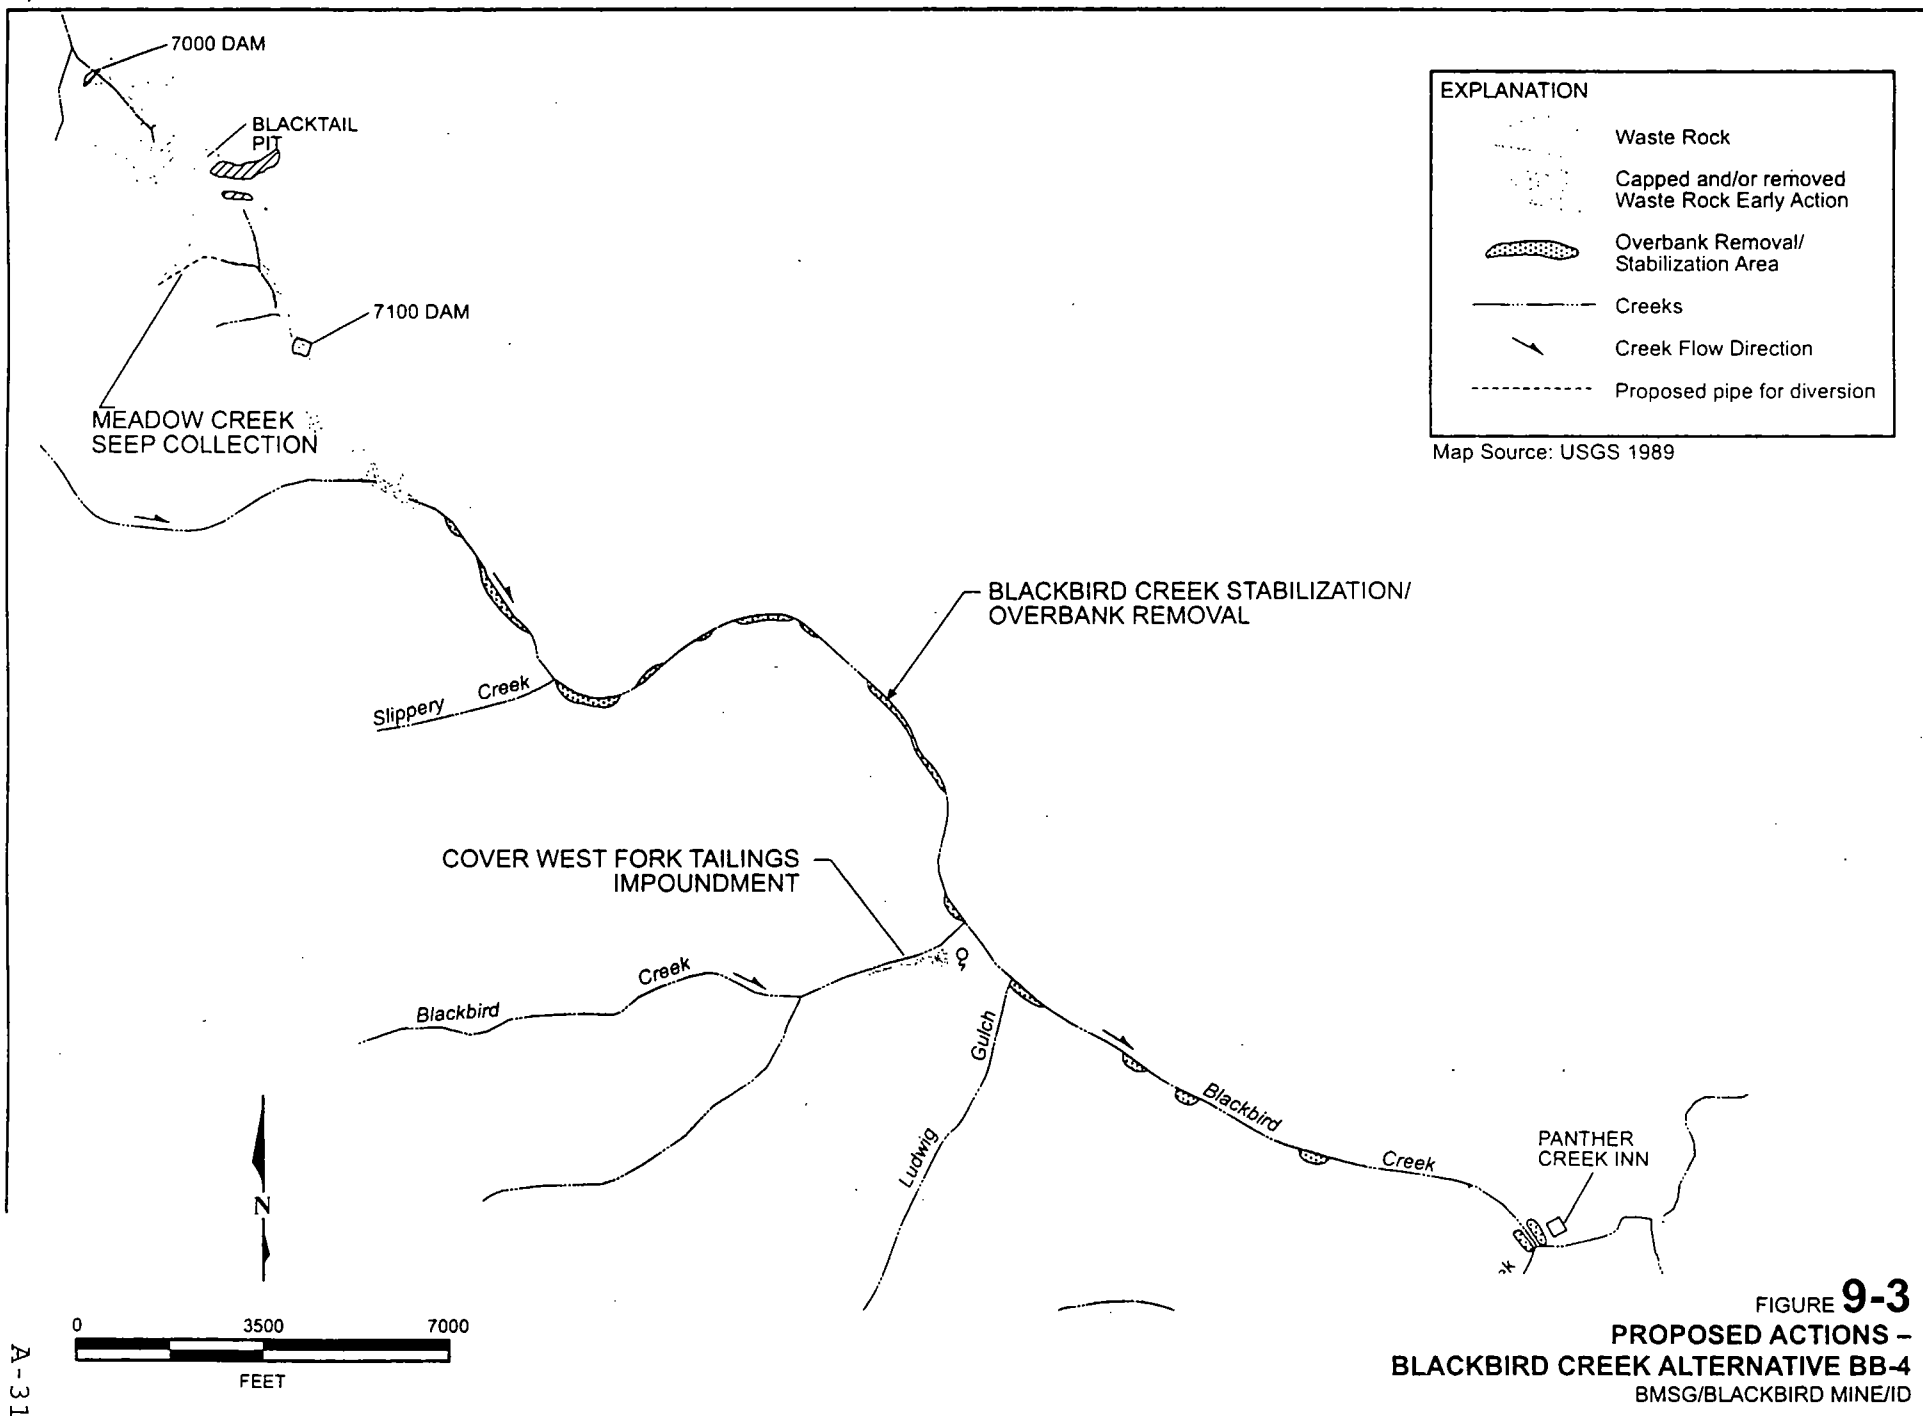 7000 DAM
BLACKTAIL
PIT
7100 DAM
MEADOW CREEK
SEEP COLLECTION
EXPLANATION
Waste Rock
Capped and/or removed
Waste Rock Early Action
Overbank Removal/
Stabilization Area
Creeks
Creek Flow Direction
Proposed pipe for diversion
Map Source: USGS 1989
BLACKBIRD CREEK STABILIZATION/
OVERBANK REMOVAL
Slippery Creek
COVER WEST FORK TAILINGS
IMPOUNDMENT
Blackbird Creek
Ludwig Gulch
Blackbird Creek
PANTHER
CREEK INN
ek
N
0 3500 7000
FEET
FIGURE 9-3
PROPOSED ACTIONS –
BLACKBIRD CREEK ALTERNATIVE BB-4
BMSG/BLACKBIRD MINE/ID
A-31